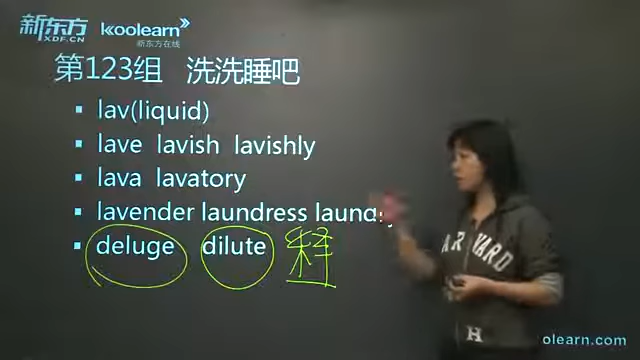 新东方 koolearn
XDF.CN 新东方在线
第123组 洗洗睡吧
lav(liquid)
lave lavish lavishly
lava lavatory
lavender laundress laundry
deluge dilute 释
HARVARD
H
olearn.com